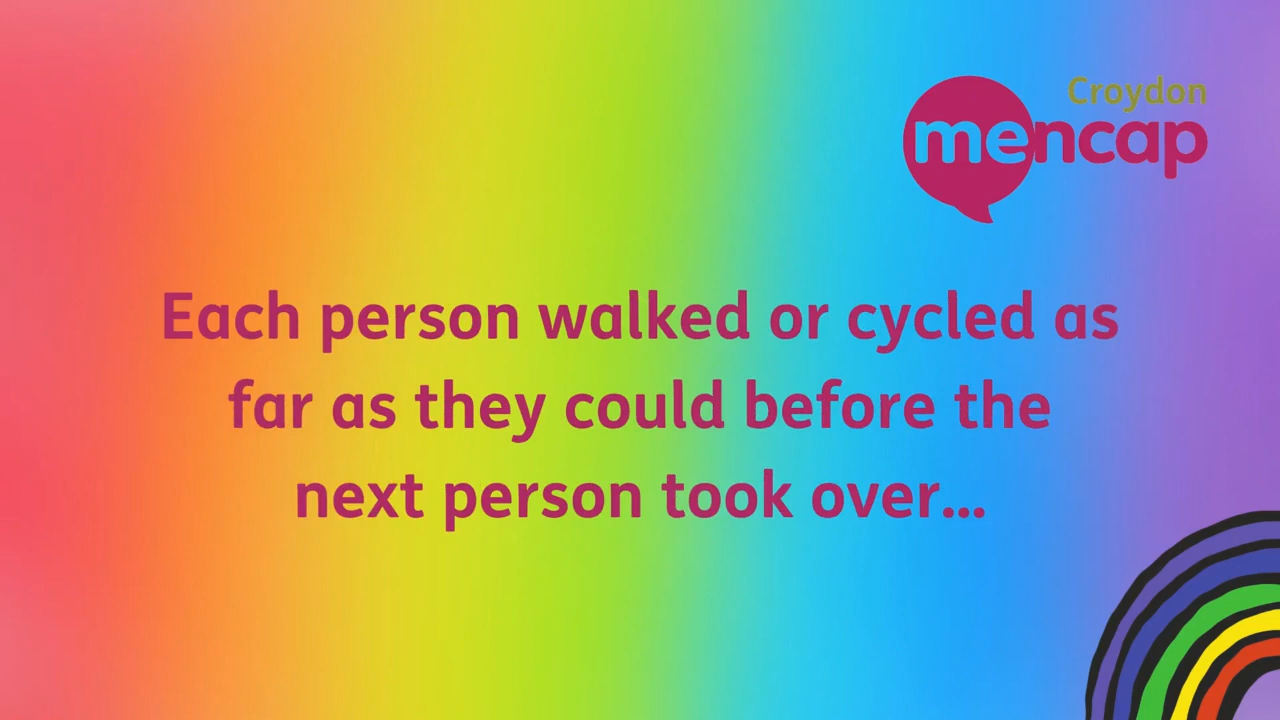 Croydon
mencap
Each person walked or cycled as
far as they could before the
next person took over...